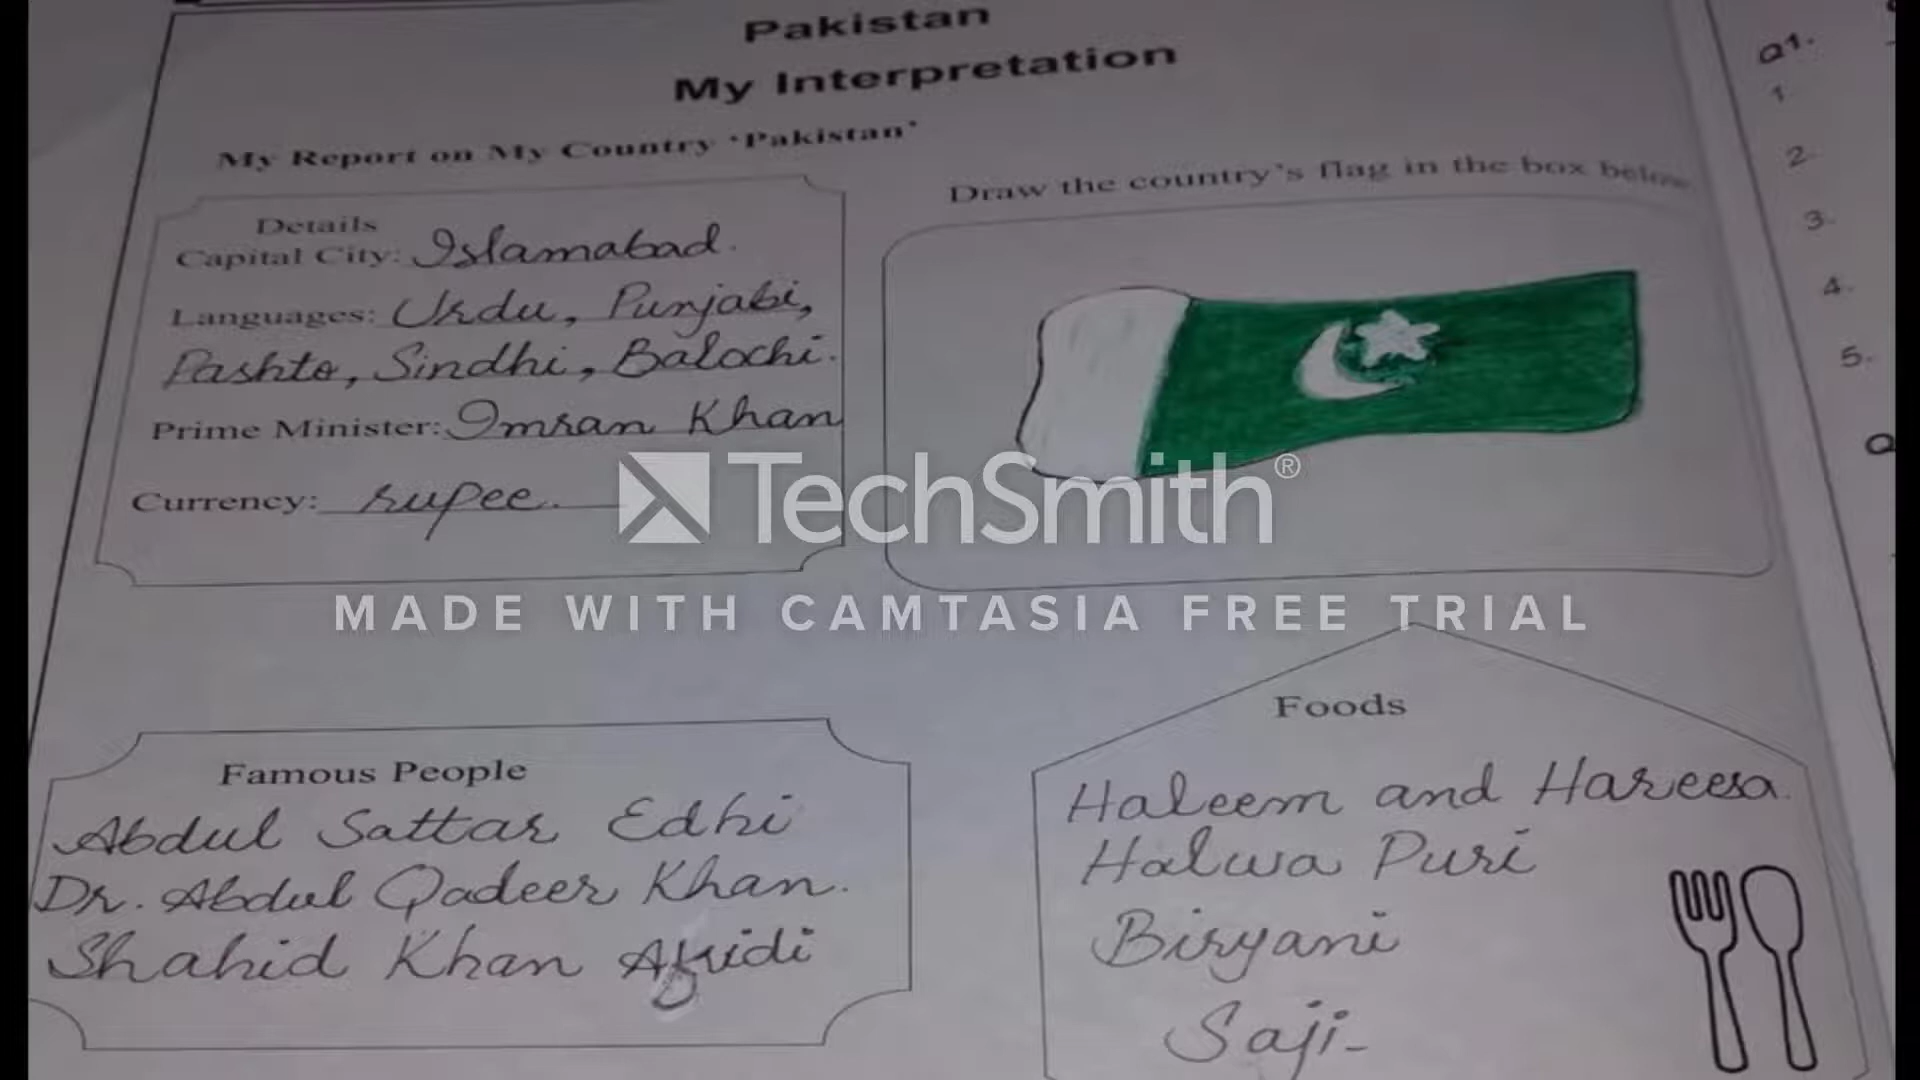 Pakistan
My Interpretation
My Report on My Country 'Pakistan'
Details
Capital City: Islamabad.
Languages: Urdu, Punjabi,
Pashto, Sindhi, Balochi.
Prime Minister: Imran Khan
Currency: rupee.
Draw the country's flag in the box below
TechSmith®
MADE WITH CAMTASIA FREE TRIAL
Famous People
Abdul Sattar Edhi
Dr. Abdul Qadeer Khan.
Shahid Khan Afridi
Foods
Haleem and Hareesa.
Halwa Puri
Biryani
Saji-
Q1.
1
2.
3.
4.
5.
Q